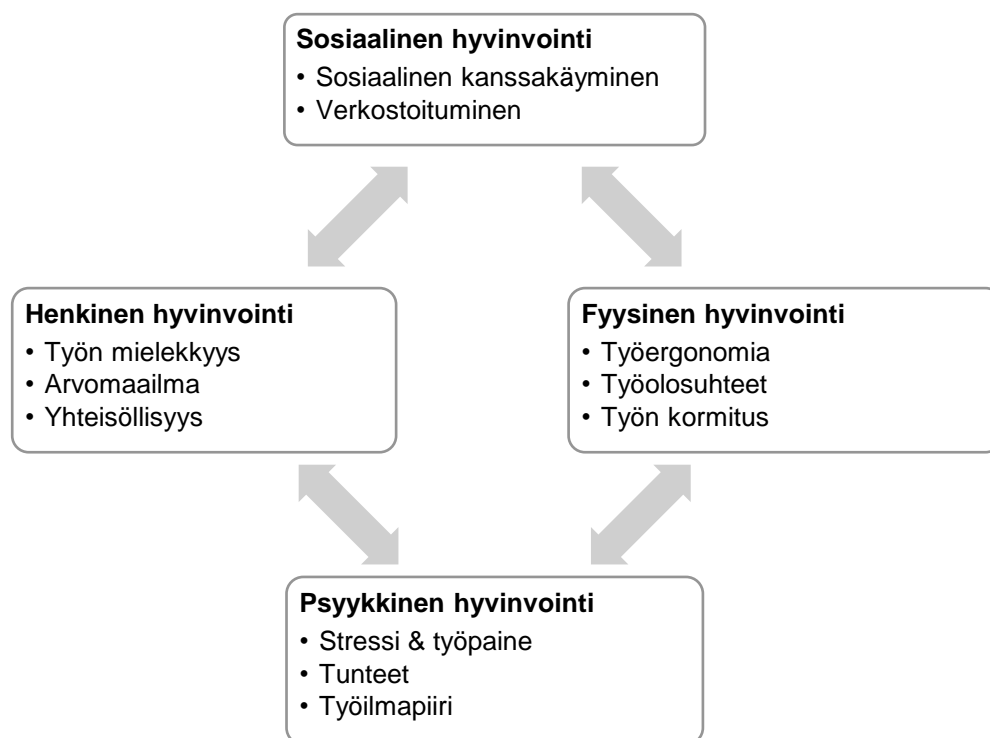 Sosiaalinen hyvinvointi
• Sosiaalinen kanssakäyminen
• Verkostoituminen
Henkinen hyvinvointi
• Työn mielekkyys
• Arvomaailma
• Yhteisöllisyys
Fyysinen hyvinvointi
• Työergonomia
• Työolosuhteet
• Työn kormitus
Psyykkinen hyvinvointi
• Stressi & työpaine
• Tunteet
• Työilmapiiri